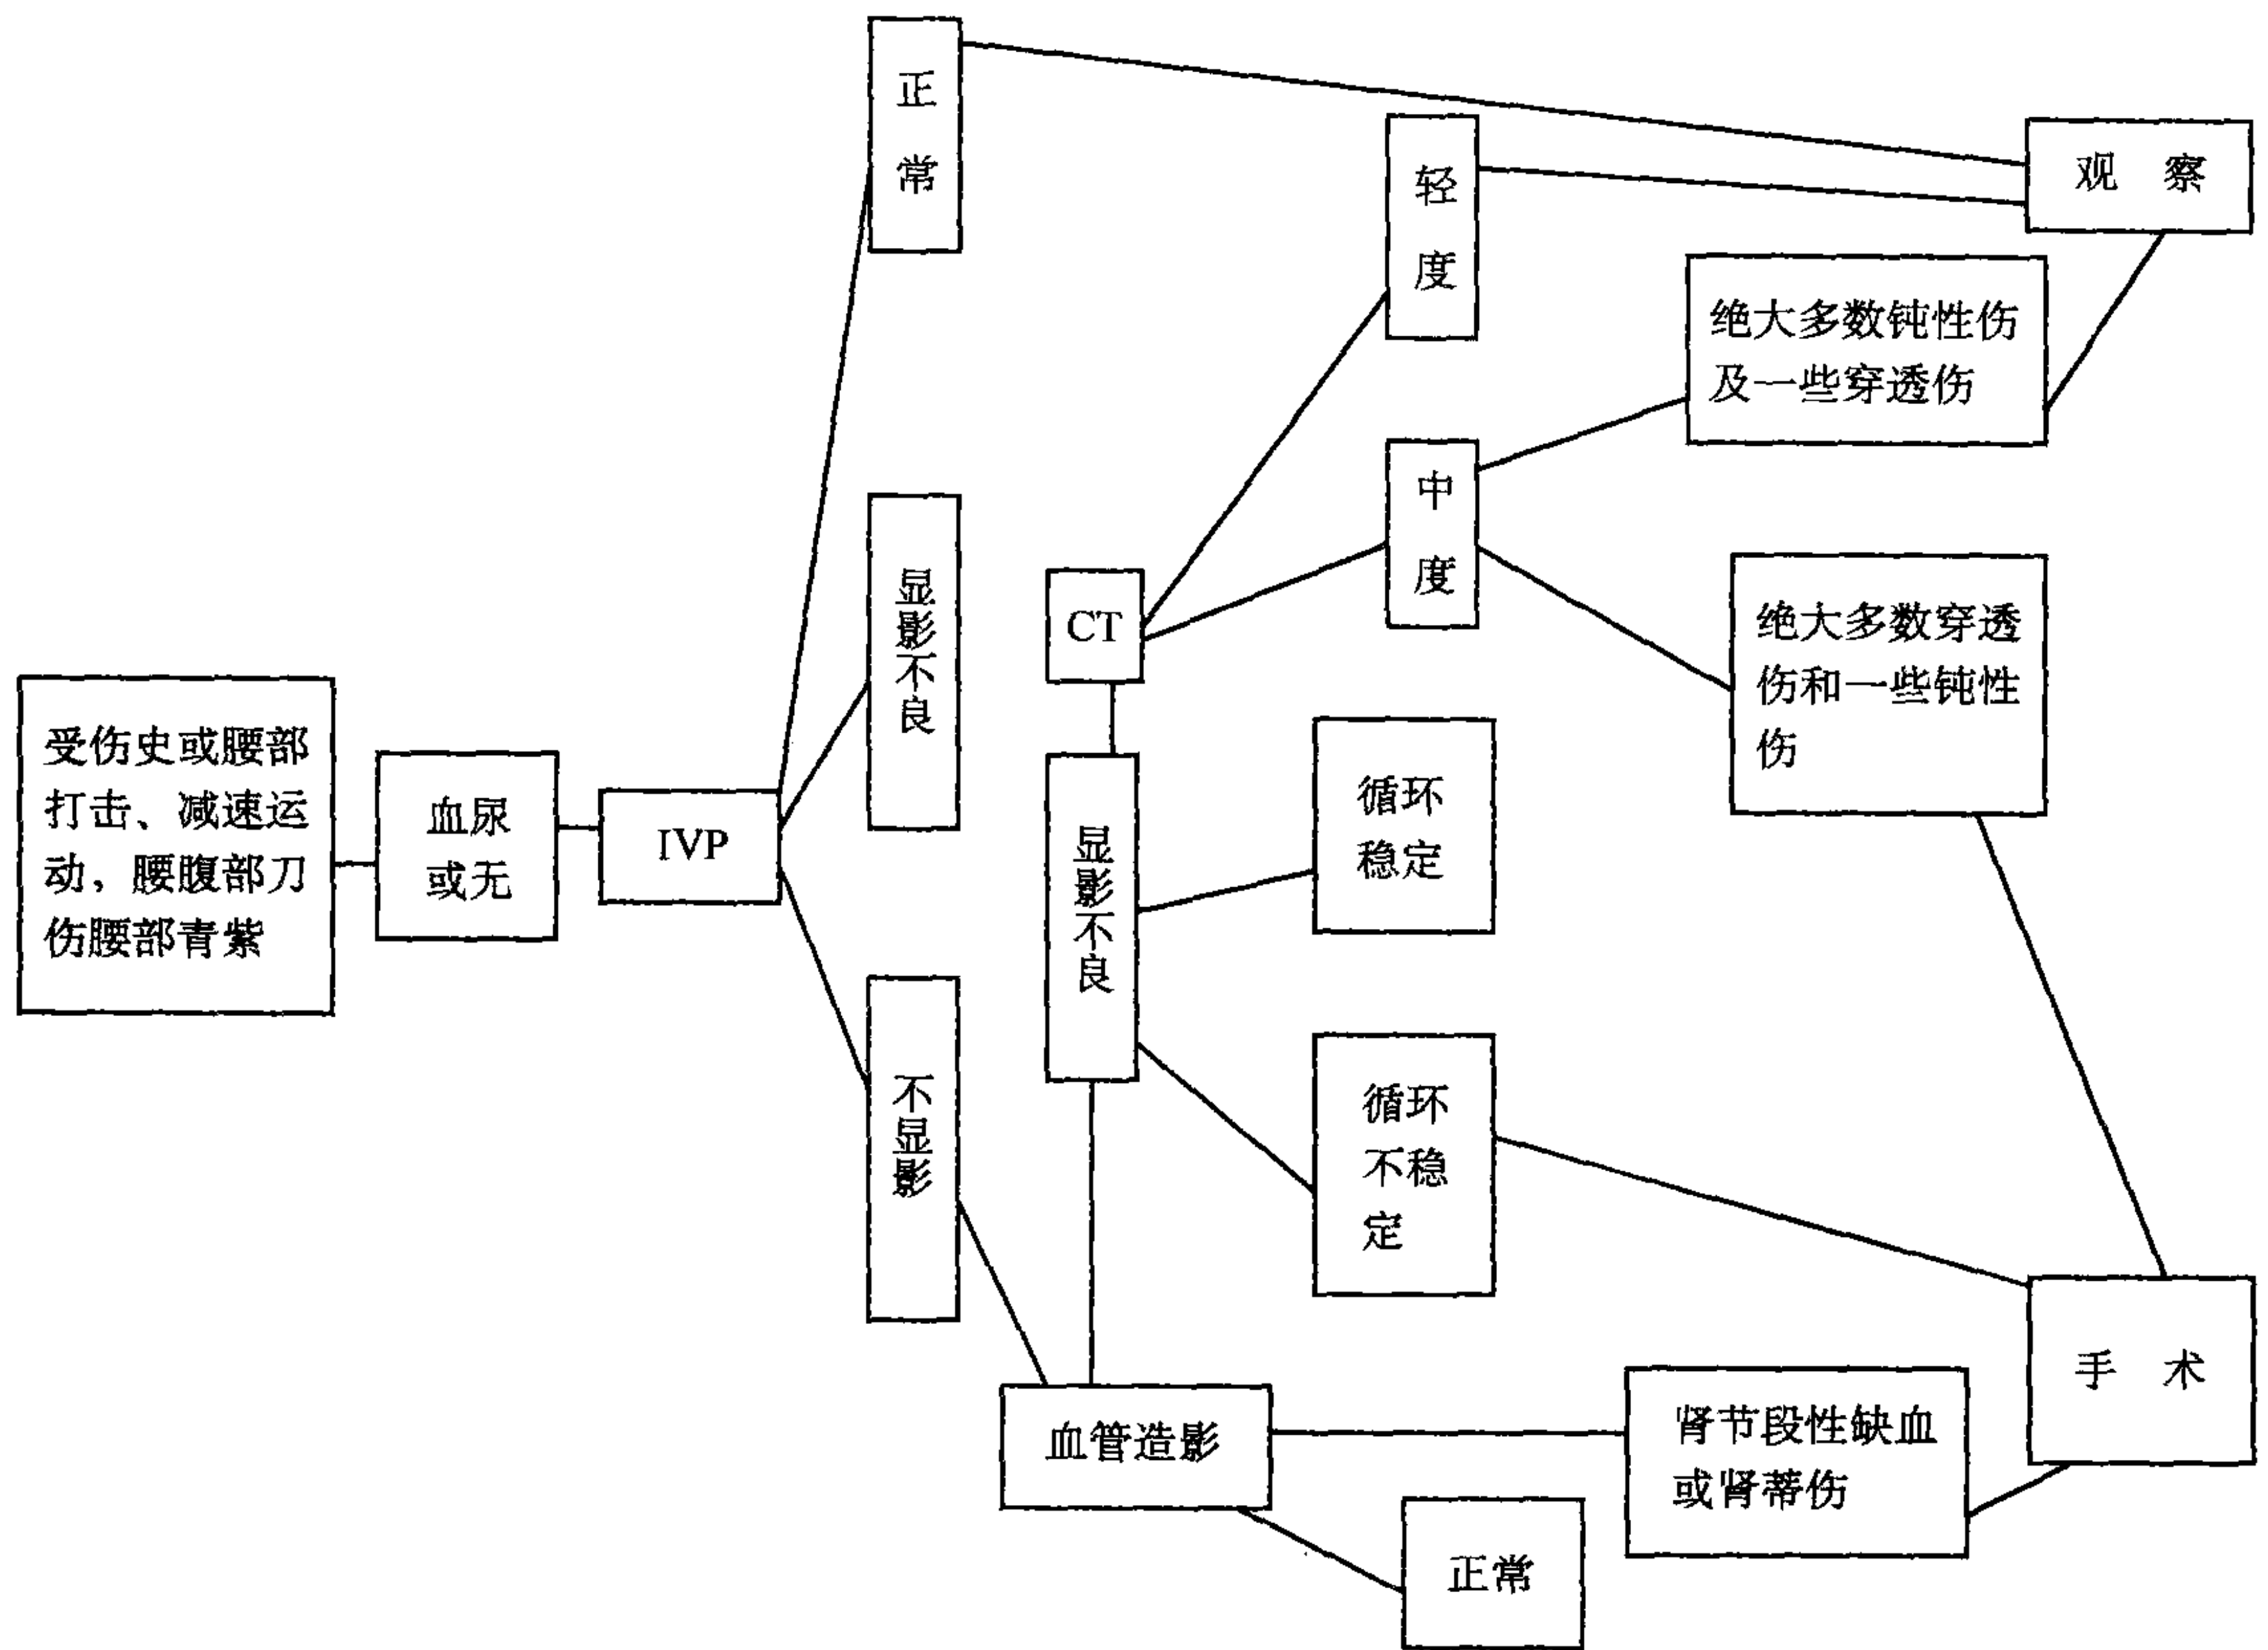 受伤史或腰部
打击、减速运
动，腰腹部刀
伤腰部青紫
血尿
或无
IVP
正
常
显影不良
不显影
CT
显影不良
血管造影
轻
度
中
度
循环
稳定
循环
不稳
定
正常
绝大多数钝性伤
及一些穿透伤
绝大多数穿透
伤和一些钝性
伤
肾节段性缺血
或肾蒂伤
观 察
手 术